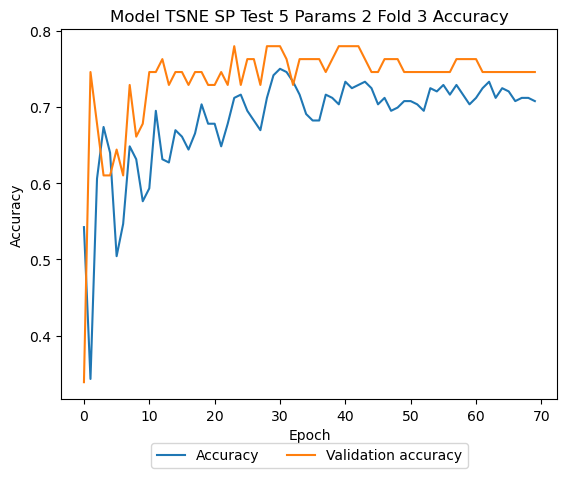 Model TSNE SP Test 5 Params 2 Fold 3 Accuracy
0.8
0.7
0.6
0.5
0.4
Accuracy
0 10 20 30 40 50 60 70
Epoch
Accuracy Validation accuracy